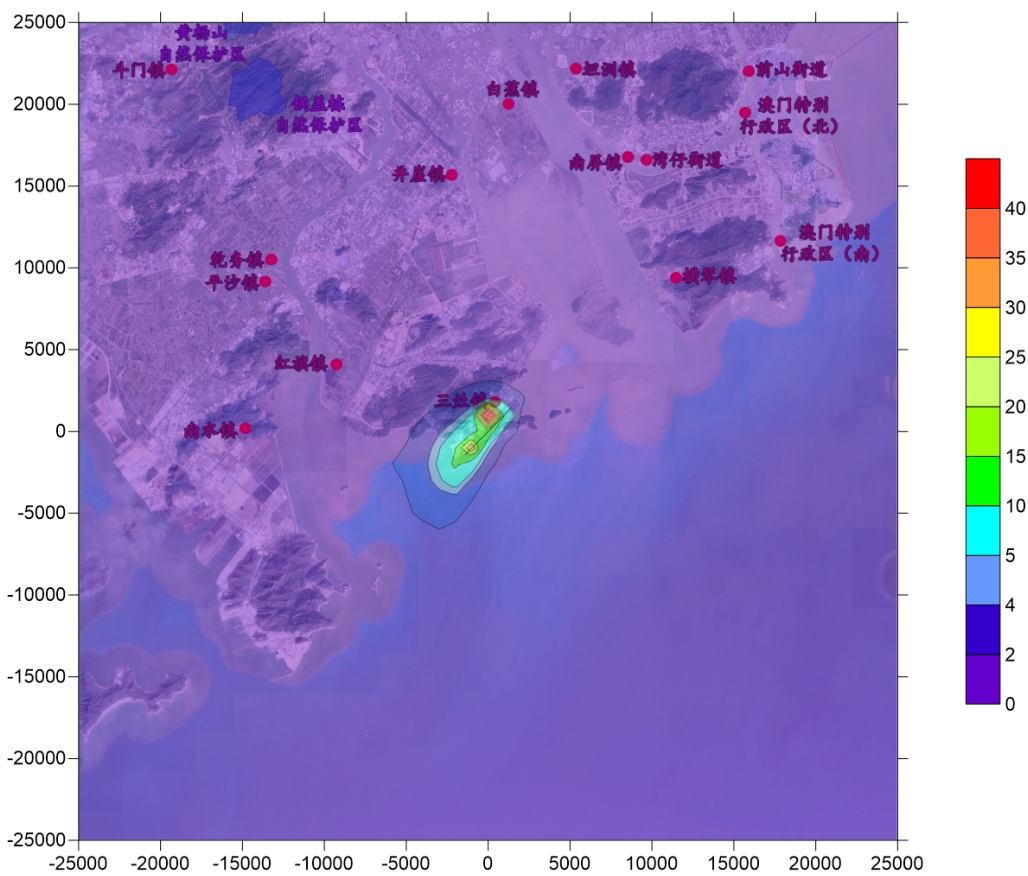 25000
20000
15000
10000
5000
0
-5000
-10000
-15000
-20000
-25000
-25000
-20000
-15000
-10000
-5000
0
5000
10000
15000
20000
25000
黄杨山
自然保护区
斗门镇
锅盖栋
自然保护区
白蕉镇
坦洲镇
前山街道
澳门特别
行政区（北）
南屏镇
湾仔街道
井岸镇
澳门特别
行政区（南）
乾务镇
平沙镇
横琴镇
红旗镇
三灶镇
南水镇
40
35
30
25
20
15
10
5
4
2
0